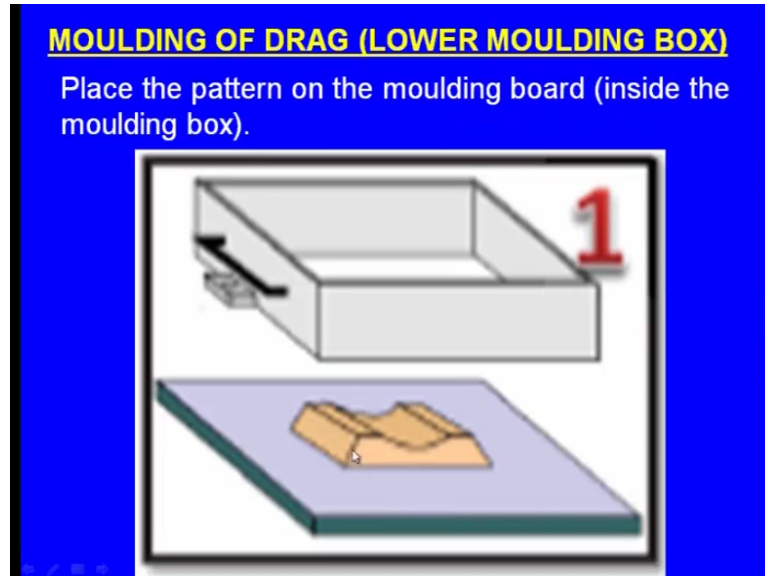 MOULDING OF DRAG (LOWER MOULDING BOX)
Place the pattern on the moulding board (inside the
moulding box).
1